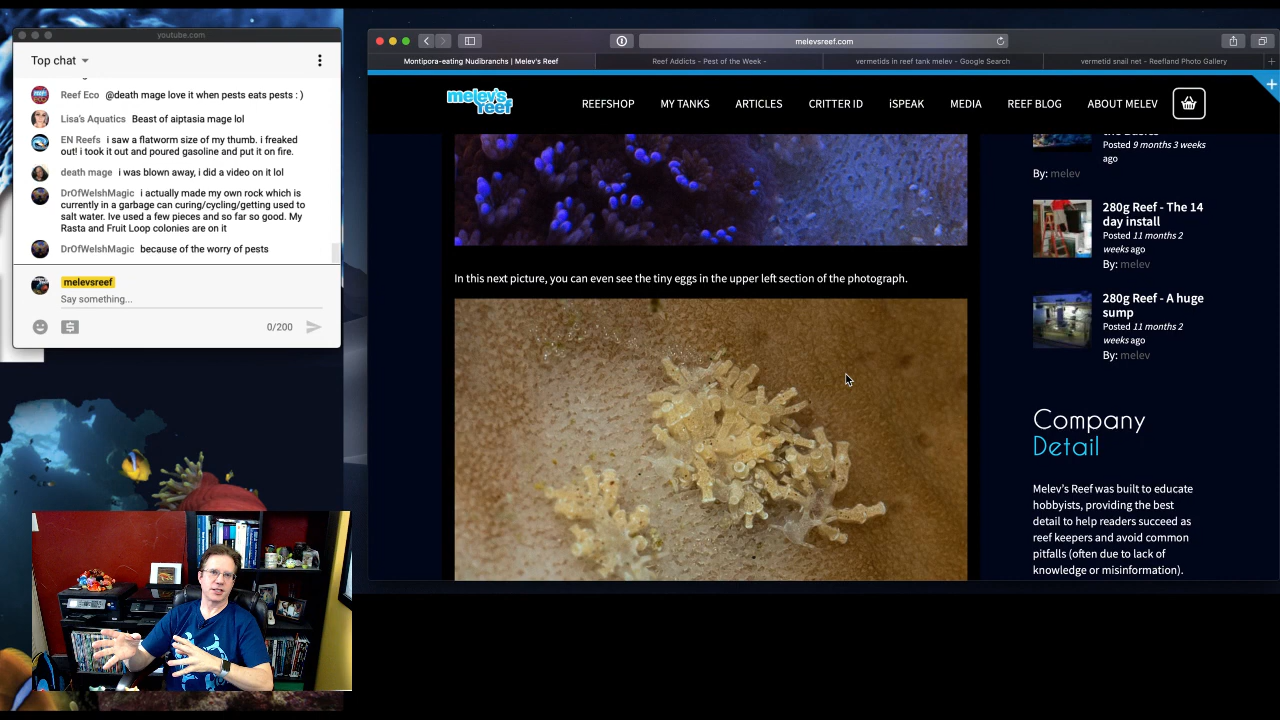 youtube.com
Top chat
Reef Eco @death mage love it when pests eats pests : )
Lisa's Aquatics Beast of aiptasia mage lol
EN Reefs i saw a flatworm size of my thumb. i freaked
out! i took it out and poured gasoline and put it on fire.
death mage i was blown away, i did a video on it lol
DrOfWelshMagic i actually made my own rock which is
currently in a garbage can curing/cycling/getting used to
salt water. Ive used a few pieces and so far so good. My
Rasta and Fruit Loop colonies are on it
DrOfWelshMagic because of the worry of pests
melevsreef
Say something...
0/200
melevsreef.com
Montipora-eating Nudibranchs | Melev's Reef
Reef Addicts - Pest of the Week -
vermetids in reef tank melev - Google Search
vermetid snail net - Reefland Photo Gallery
melev's
reef
REEFSHOP MY TANKS ARTICLES CRITTER ID iSPEAK MEDIA REEF BLOG ABOUT MELEV
In this next picture, you can even see the tiny eggs in the upper left section of the photograph.
Posted 9 months 3 weeks
ago
By: melev
280g Reef - The 14
day install
Posted 11 months 2
weeks ago
By: melev
280g Reef - A huge
sump
Posted 11 months 2
weeks ago
By: melev
Company
Detail
Melev's Reef was built to educate
hobbyists, providing the best
detail to help readers succeed as
reef keepers and avoid common
pitfalls (often due to lack of
knowledge or misinformation).